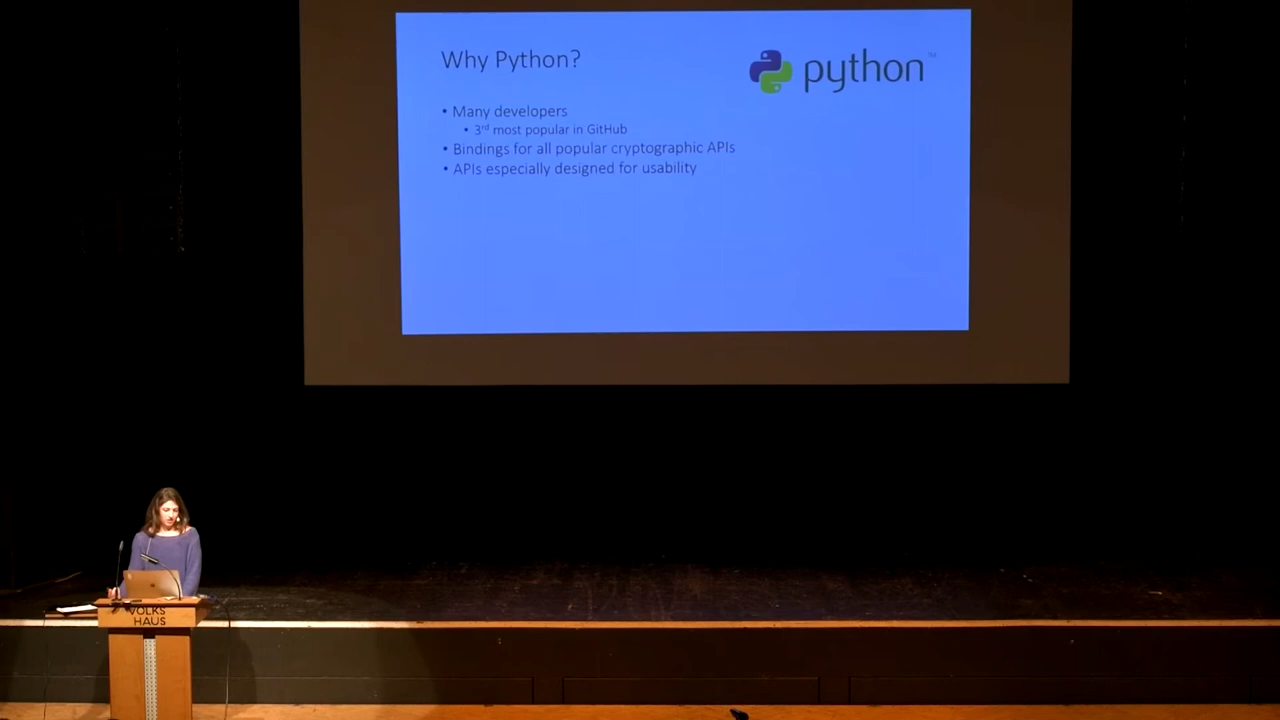 Why Python?
python™
• Many developers
• 3rd most popular in GitHub
• Bindings for all popular cryptographic APIs
• APIs especially designed for usability
VOLKS
HAUS